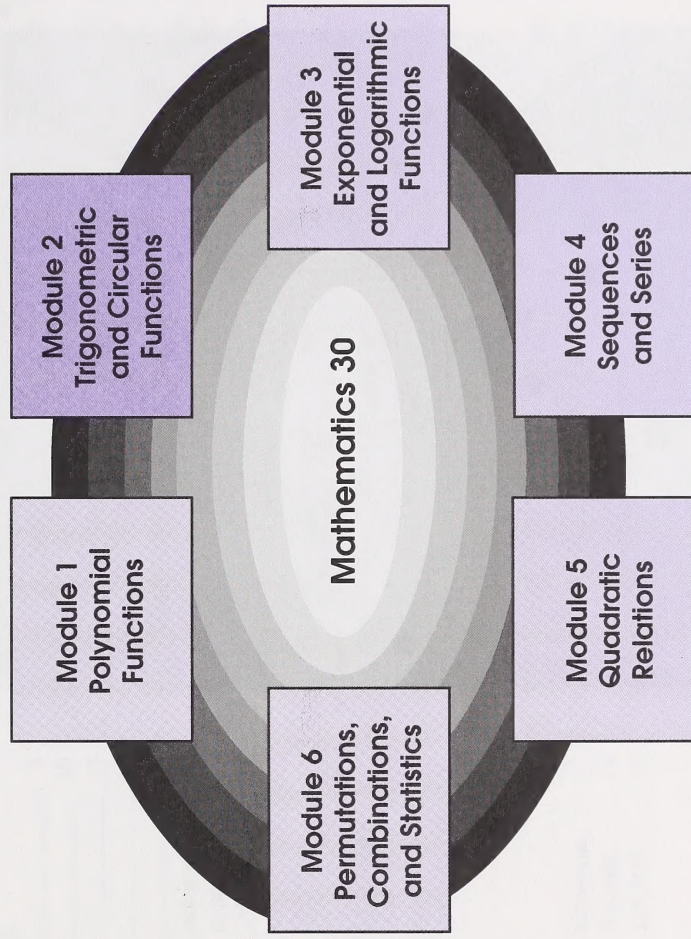 Module 1
Polynomial
Functions
Module 2
Trigonometric
and Circular
Functions
Module 6
Permutations,
Combinations,
and Statistics
Mathematics 30
Module 3
Exponential
and Logarithmic
Functions
Module 5
Quadratic
Relations
Module 4
Sequences
and Series